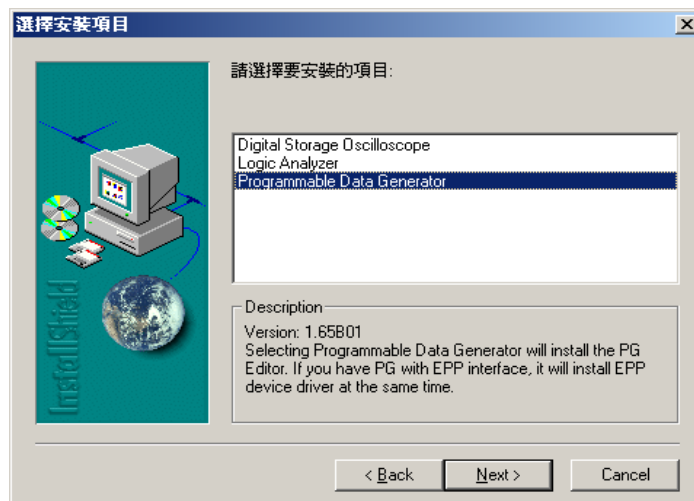 選擇安裝項目
請選擇要安裝的項目:
Digital Storage Oscilloscope
Logic Analyzer
Programmable Data Generator
Description
Version: 1.65B01
Selecting Programmable Data Generator will install the PG
Editor. If you have PG with EPP interface, it will install EPP
device driver at the same time.
InstallShield
< Back
Next >
Cancel